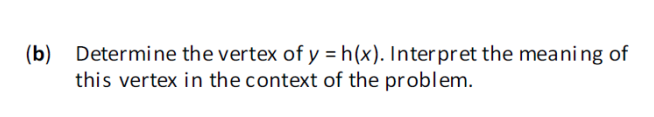 (b) Determine the vertex of y = h(x). Interpret the meaning of
this vertex in the context of the problem.